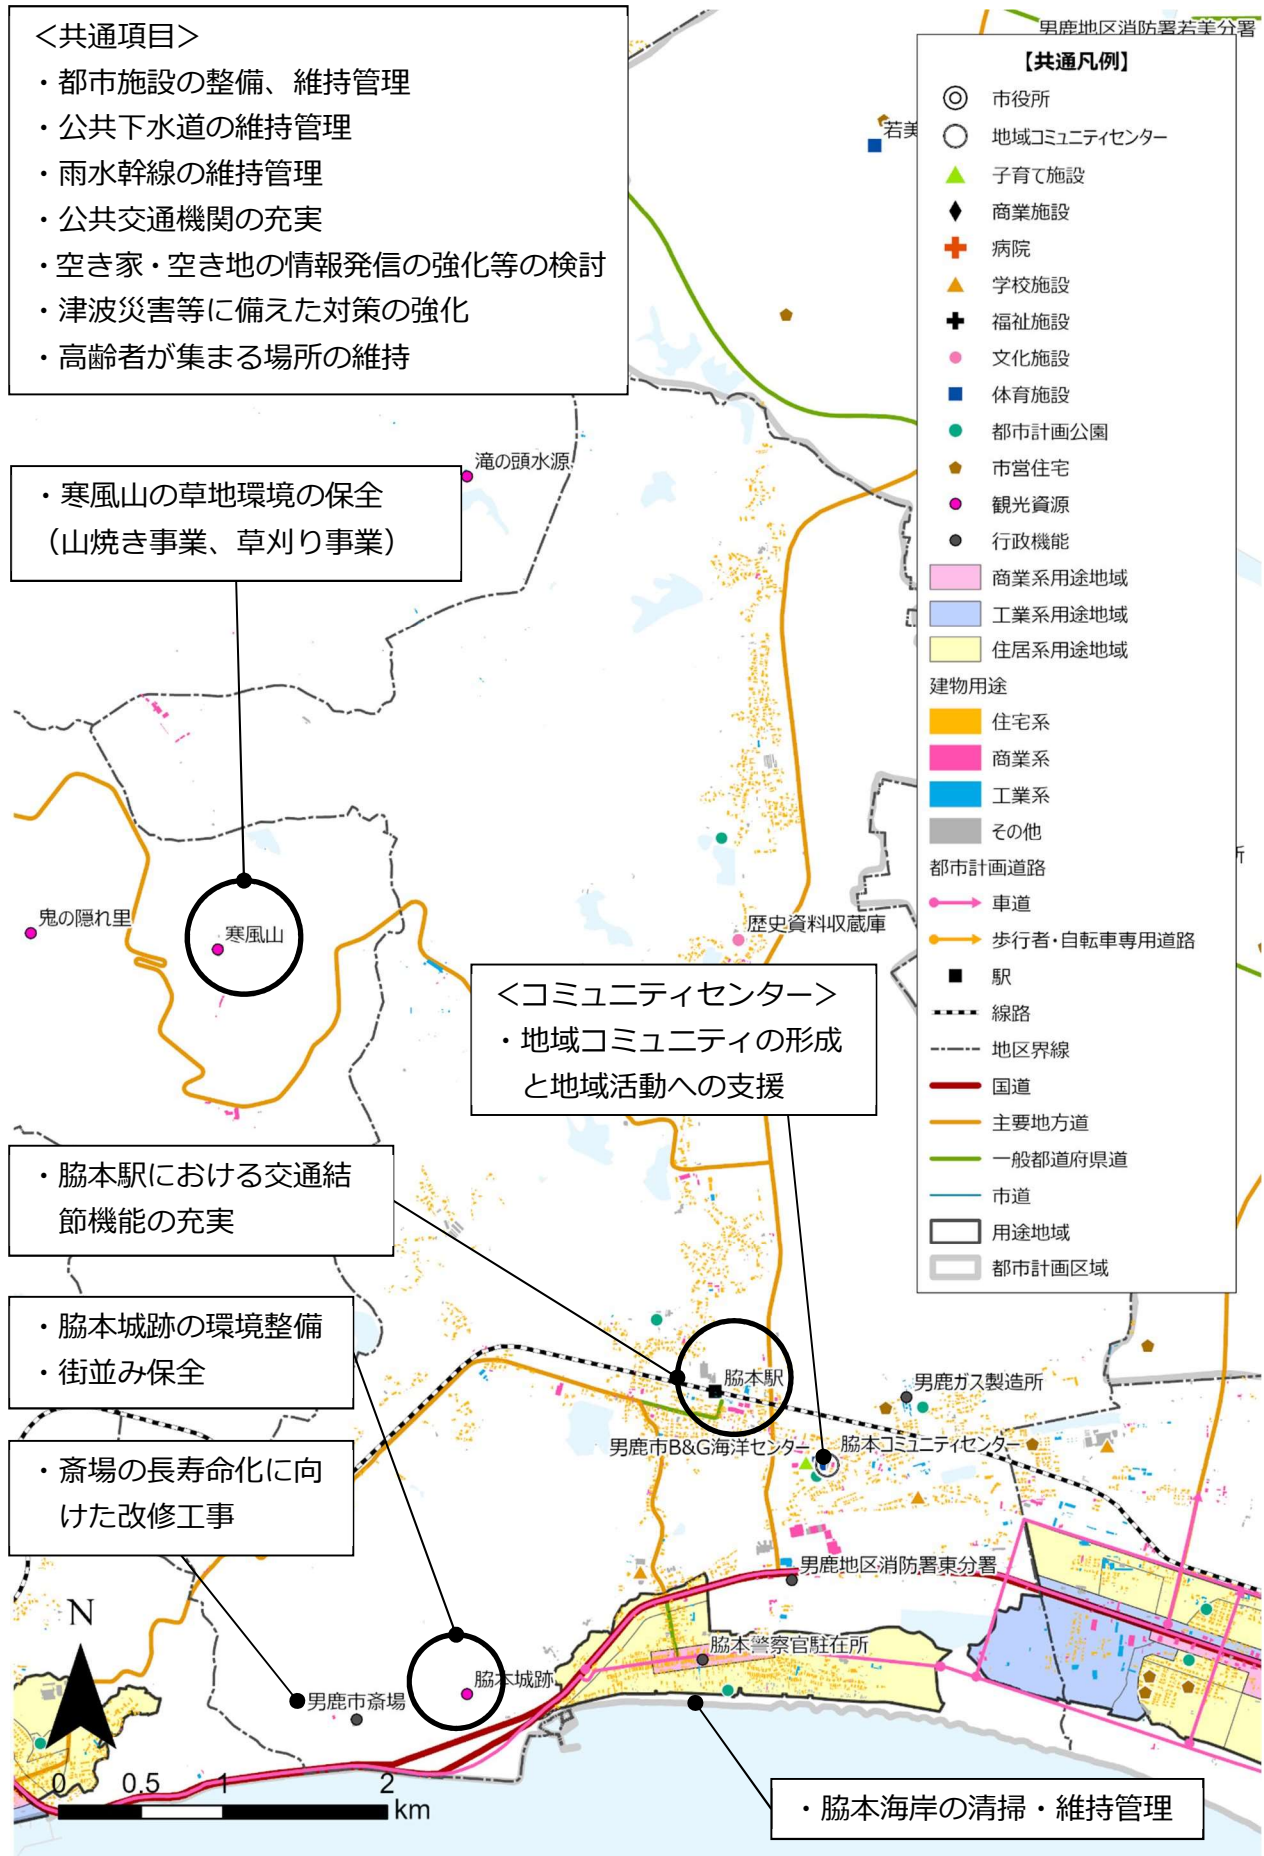 ＜共通項目＞
・都市施設の整備、維持管理
・公共下水道の維持管理
・雨水幹線の維持管理
・公共交通機関の充実
・空き家・空き地の情報発信の強化等の検討
・津波災害等に備えた対策の強化
・高齢者が集まる場所の維持
男鹿地区消防署若美分署
若美
【共通凡例】
市役所
地域コミュニティセンター
子育て施設
商業施設
病院
学校施設
福祉施設
文化施設
体育施設
都市計画公園
市営住宅
観光資源
行政機能
商業系用途地域
工業系用途地域
住居系用途地域
建物用途
住宅系
商業系
工業系
その他
都市計画道路
車道
歩行者・自転車専用道路
駅
線路
地区界線
国道
主要地方道
一般都道府県道
市道
用途地域
都市計画区域
所
滝の頭水源
・寒風山の草地環境の保全
（山焼き事業、草刈り事業）
鬼の隠れ里
寒風山
歴史資料収蔵庫
＜コミュニティセンター＞
・地域コミュニティの形成
と地域活動への支援
・脇本駅における交通結
節機能の充実
・脇本城跡の環境整備
・街並み保全
・斎場の長寿命化に向
けた改修工事
脇本駅
男鹿ガス製造所
男鹿市B&G海洋センター
脇本コミュニティセンター
男鹿地区消防署東分署
脇本警察官駐在所
脇本城跡
男鹿市斎場
N
0 0.5 1 2
km
・脇本海岸の清掃・維持管理